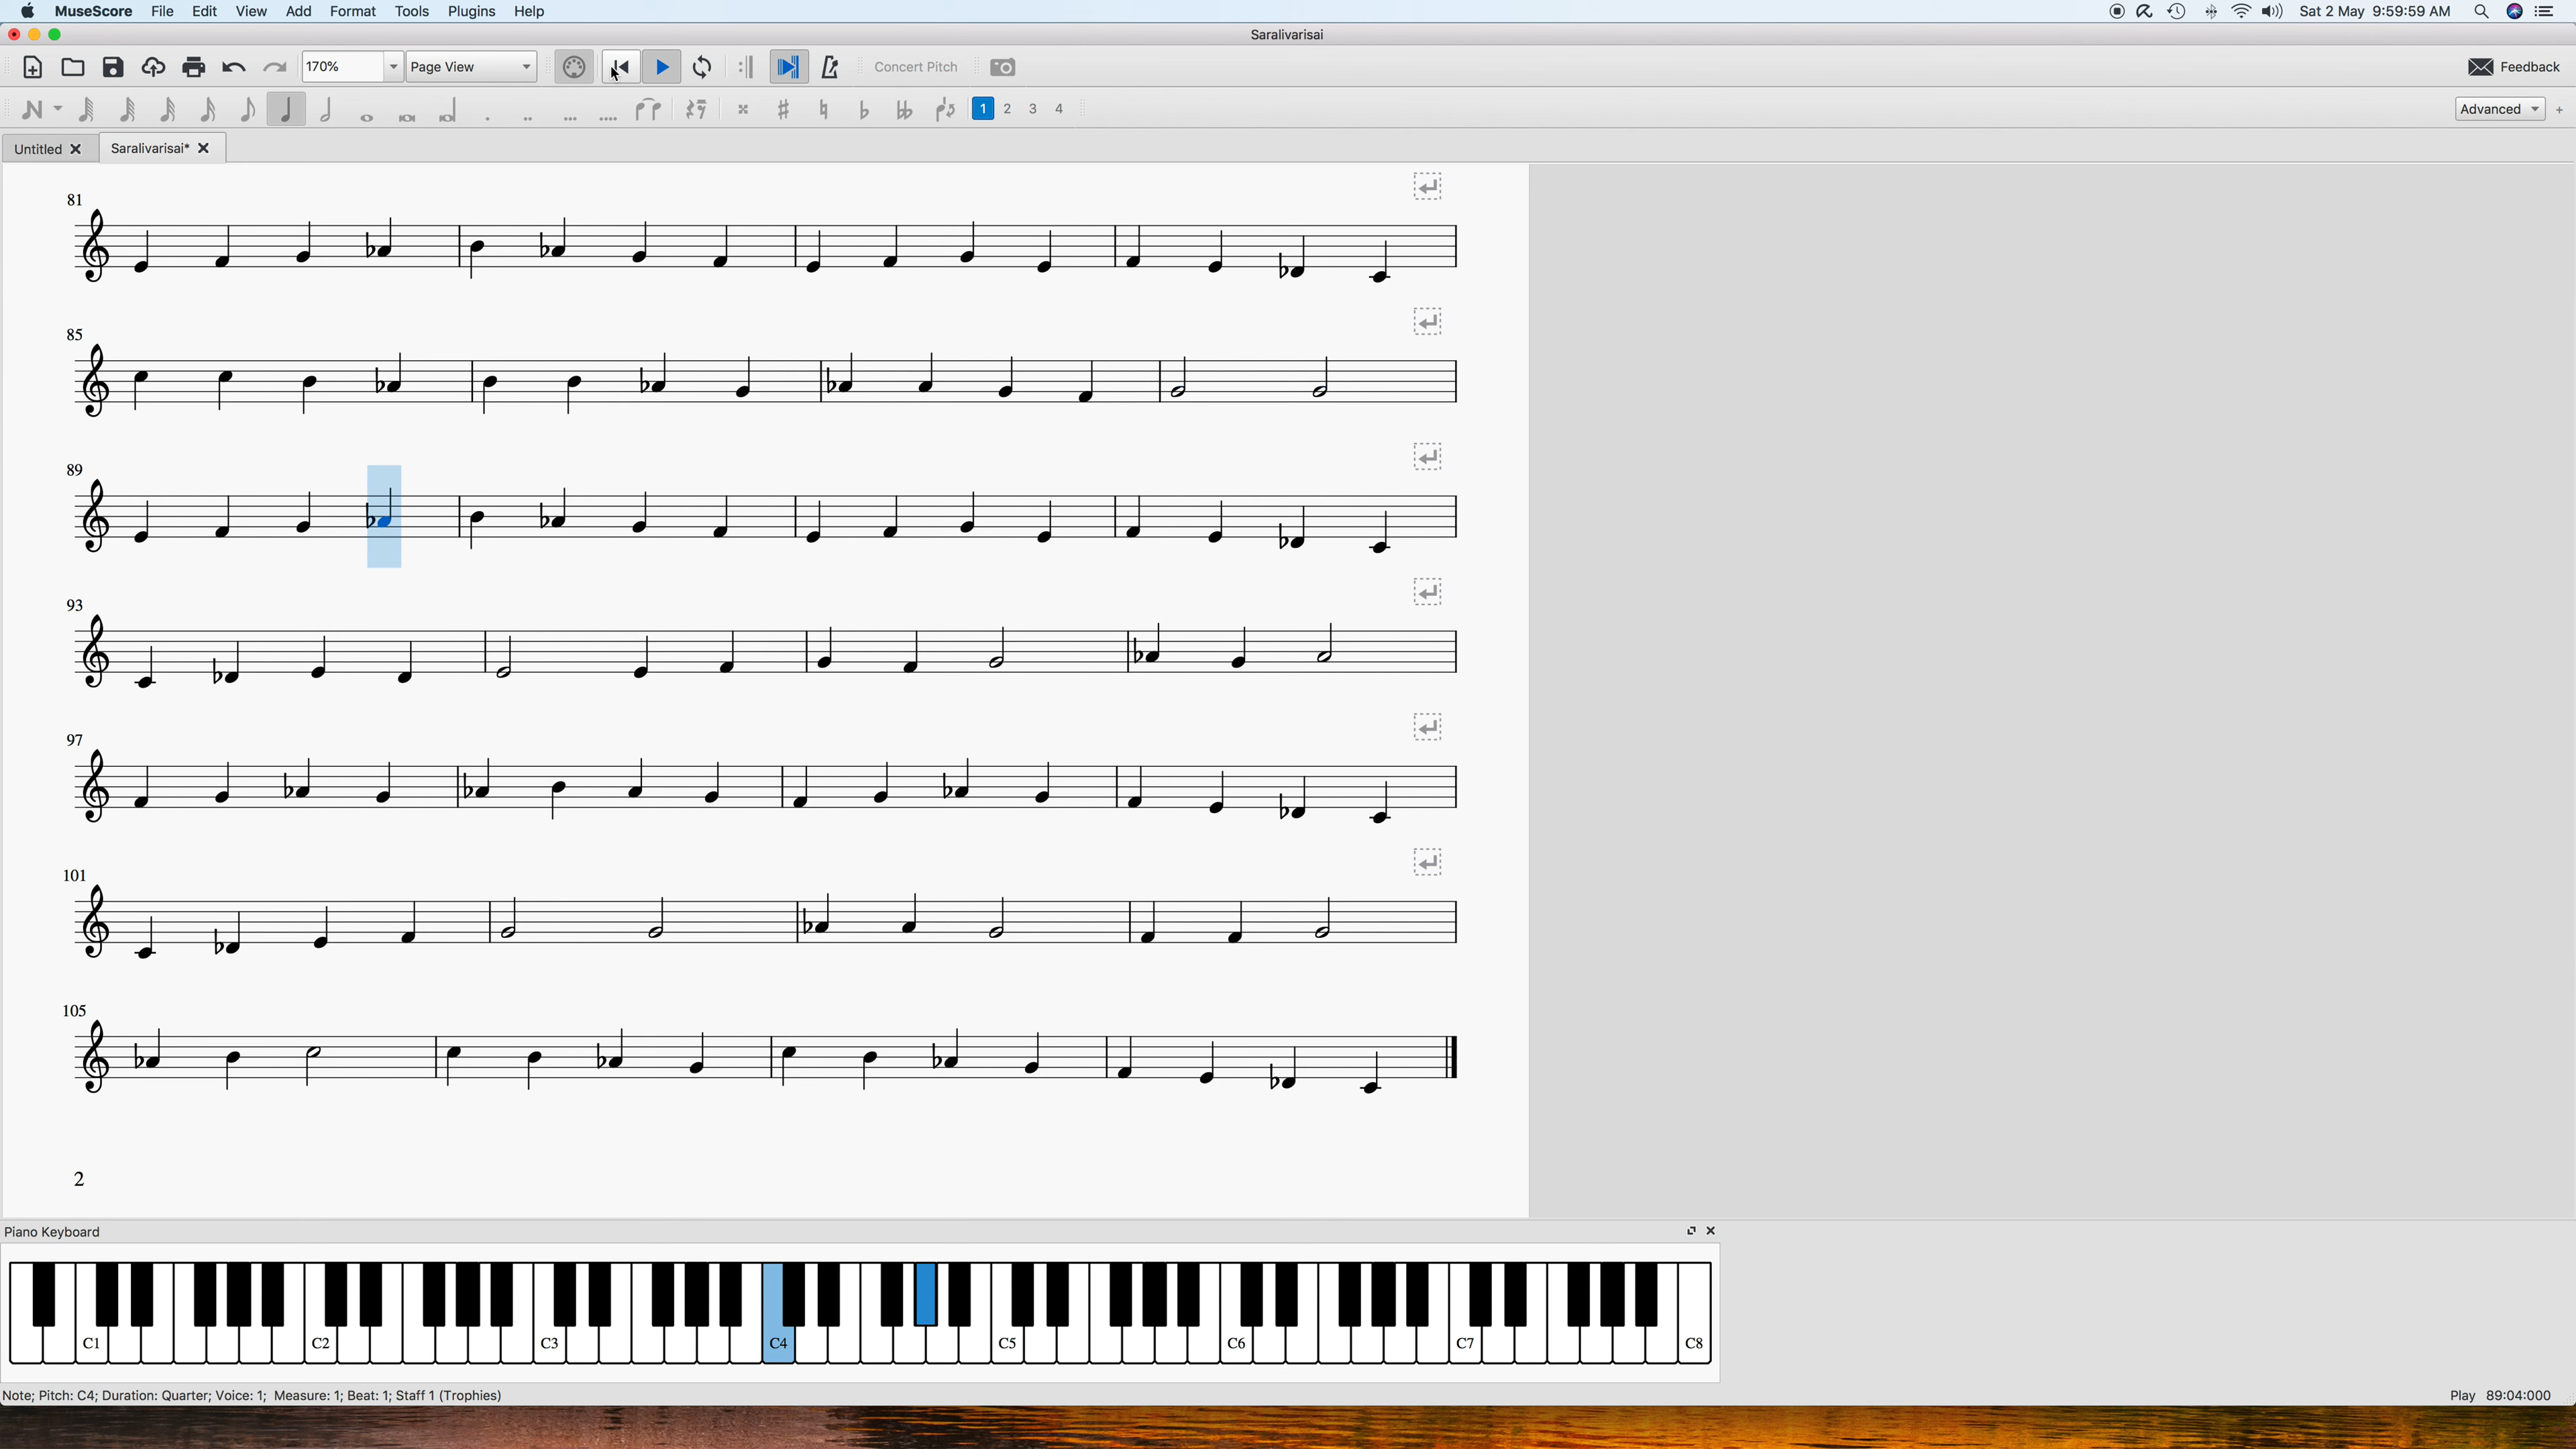 MuseScore File Edit View Add Format Tools Plugins Help Sat 2 May 9:59:59 AM
Saralivarisai
170% Page View Concert Pitch Feedback
1 2 3 4 Advanced +
Untitled Saralivarisai*
81
85
89
93
97
101
105
2
Piano Keyboard
C1 C2 C3 C4 C5 C6 C7 C8
Note; Pitch: C4; Duration: Quarter; Voice: 1; Measure: 1; Beat: 1; Staff 1 (Trophies) Play 89:04:000